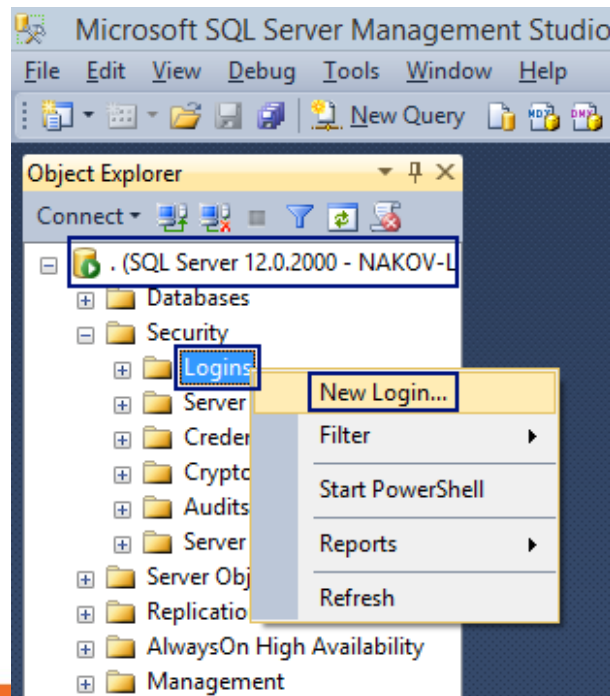 Microsoft SQL Server Management Studio
File Edit View Debug Tools Window Help
New Query
Object Explorer
Connect
. (SQL Server 12.0.2000 - NAKOV-L
Databases
Security
Logins
New Login...
Server
Filter
Creden
Crypto
Start PowerShell
Audits
Server
Reports
Server Obj
Refresh
Replicatio
AlwaysOn High Availability
Management